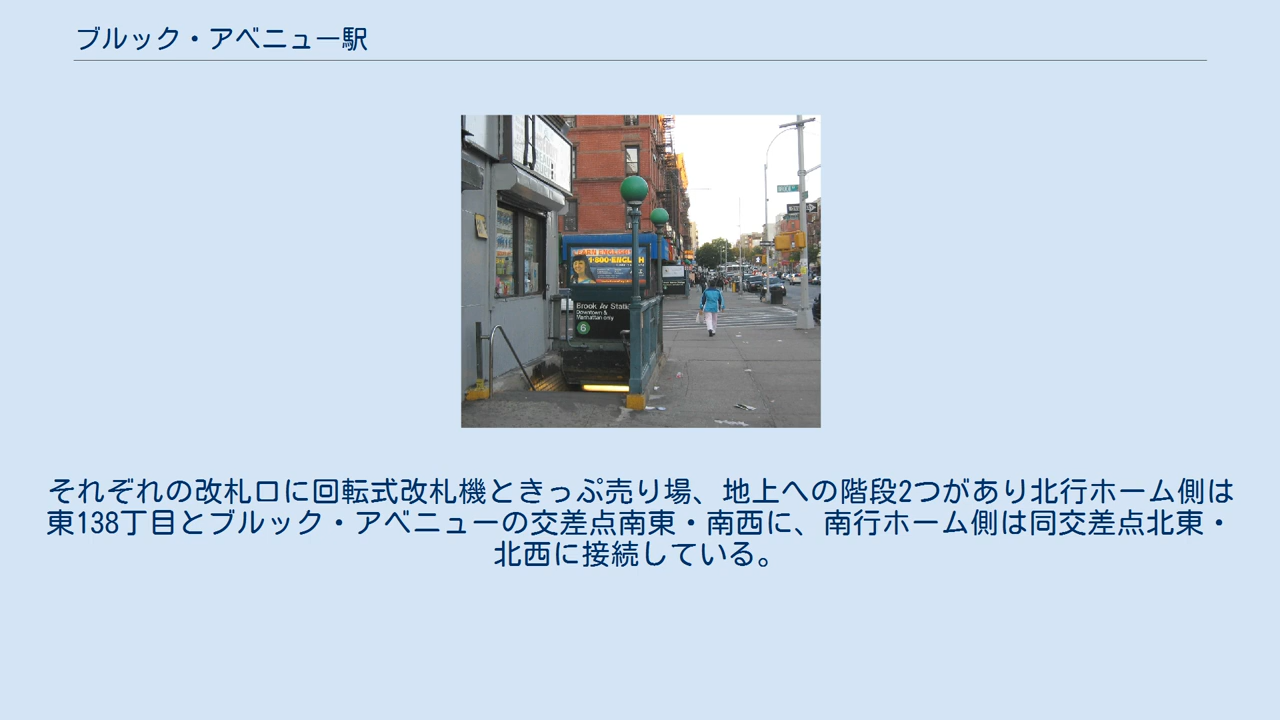 ブルック・アベニュー駅
1-800-ENGLISH
Brook Av Station
Downtown &
Manhattan only
6
それぞれの改札口に回転式改札機ときっぷ売り場、地上への階段2つがあり北行ホーム側は
東138丁目とブルック・アベニューの交差点南東・南西に、南行ホーム側は同交差点北東・
北西に接続している。